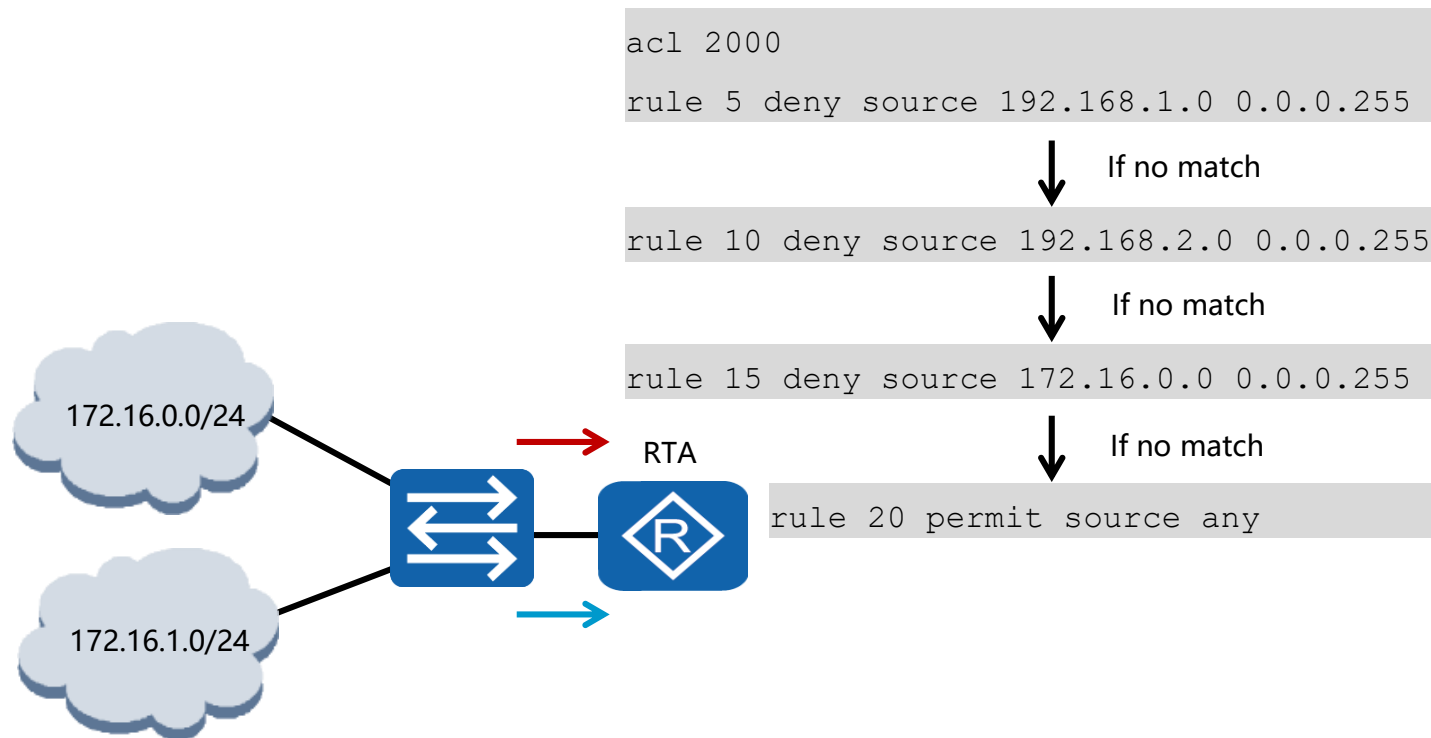 acl 2000
rule 5 deny source 192.168.1.0 0.0.0.255
If no match
rule 10 deny source 192.168.2.0 0.0.0.255
If no match
rule 15 deny source 172.16.0.0 0.0.0.255
172.16.0.0/24
If no match
RTA
R
rule 20 permit source any
172.16.1.0/24